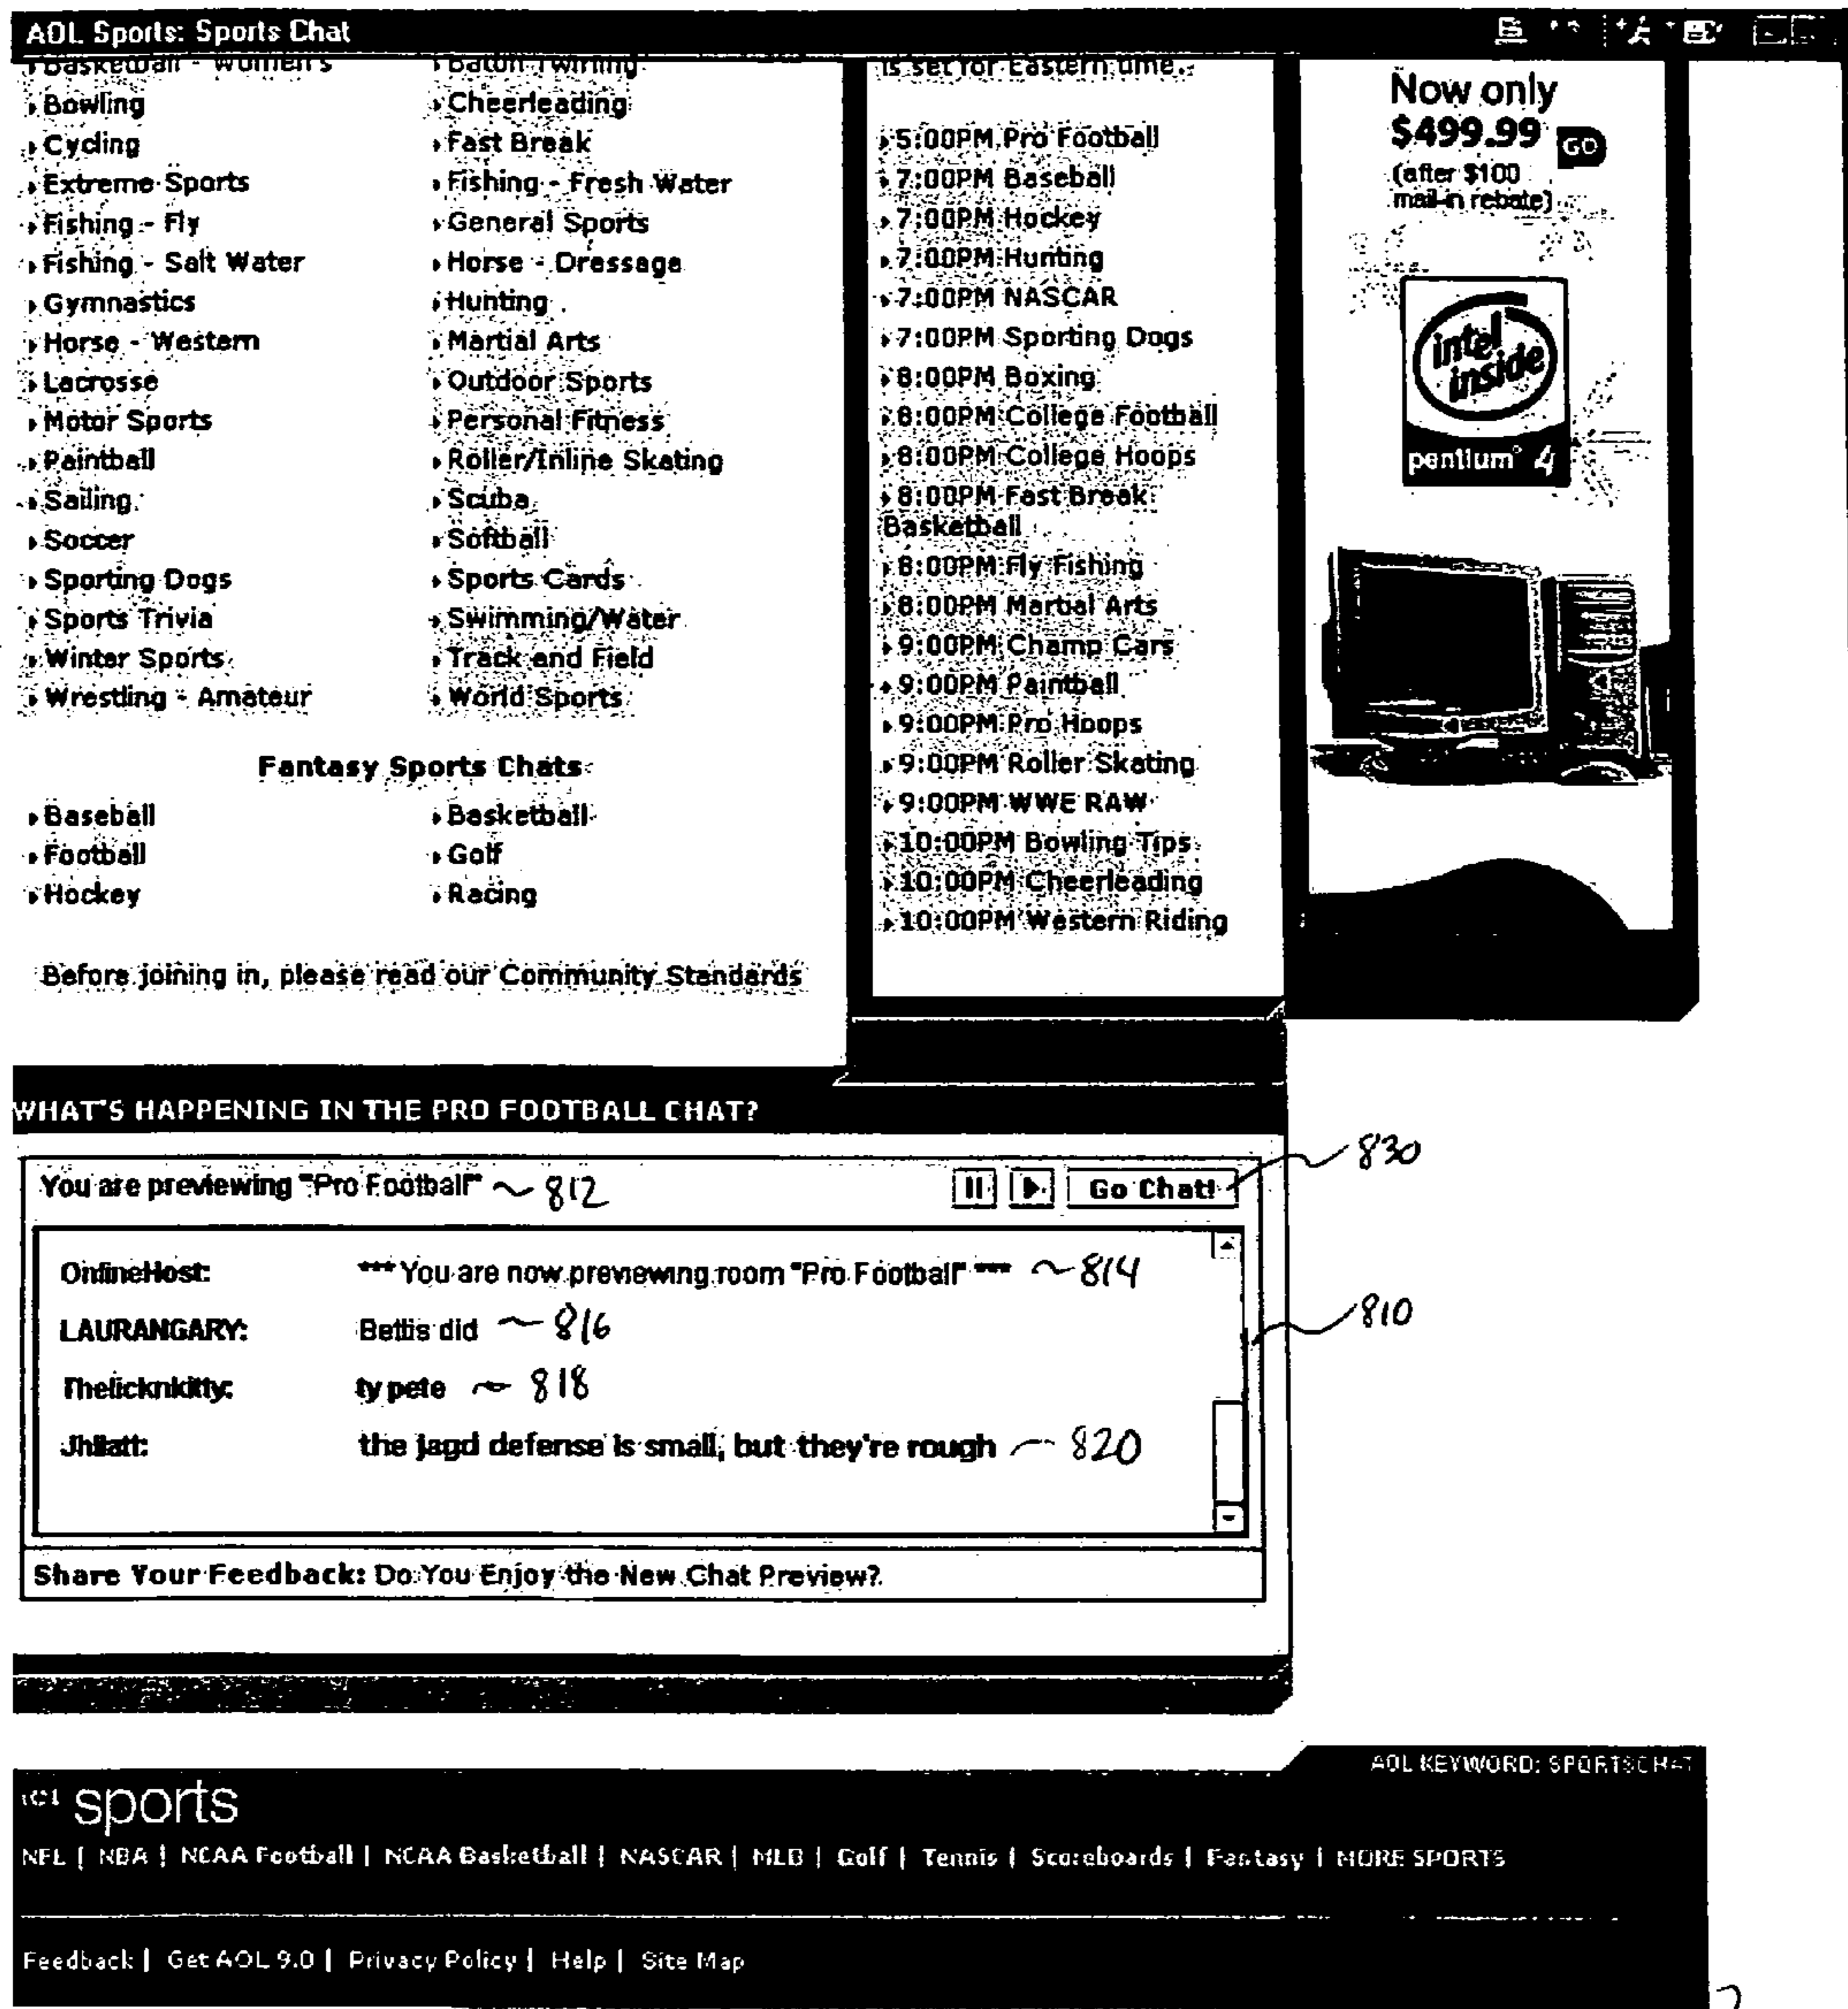 AOL Sports: Sports Chat
Basketball - Women's
Bowling
Cycling
Extreme Sports
Fishing - Fly
Fishing - Salt Water
Gymnastics
Horse - Western
Lacrosse
Motor Sports
Paintball
Sailing
Soccer
Sporting Dogs
Sports Trivia
Winter Sports
Wrestling - Amateur
Baton Twirling
Cheerleading
Fast Break
Fishing - Fresh Water
General Sports
Horse - Dressage
Hunting
Martial Arts
Outdoor Sports
Personal Fitness
Roller/Inline Skating
Scuba
Softball
Sports Cards
Swimming/Water
Track and Field
World Sports
Fantasy Sports Chats
Baseball
Football
Hockey
Basketball
Golf
Racing
Before joining in, please read our Community Standards
is set for Eastern time.
5:00PM Pro Football
7:00PM Baseball
7:00PM Hockey
7:00PM Hunting
7:00PM NASCAR
7:00PM Sporting Dogs
8:00PM Boxing
8:00PM College Football
8:00PM College Hoops
8:00PM Fast Break
Basketball
8:00PM Fly Fishing
8:00PM Martial Arts
9:00PM Champ Cars
9:00PM Paintball
9:00PM Pro Hoops
9:00PM Roller Skating
9:00PM WWE RAW
10:00PM Bowling Tips
10:00PM Cheerleading
10:00PM Western Riding
Now only
$499.99 GO
(after $100
mail-in rebate)
intel
inside
pentium® 4
WHAT'S HAPPENING IN THE PRO FOOTBALL CHAT?
You are previewing "Pro Football" 812
Go Chat! 830
OnlineHost: *** You are now previewing room "Pro Football" *** 814
810
LAURANGARY: Bettis did 816
Thelicknkitty: ty pete 818
Jhllatt: the jagd defense is small, but they're rough 820
Share Your Feedback: Do You Enjoy the New Chat Preview?
AOL KEYWORD: SPORTSCHAT
sports
NFL | NBA | NCAA Football | NCAA Basketball | NASCAR | MLB | Golf | Tennis | Scoreboards | Fantasy | MORE SPORTS
Feedback | Get AOL 9.0 | Privacy Policy | Help | Site Map